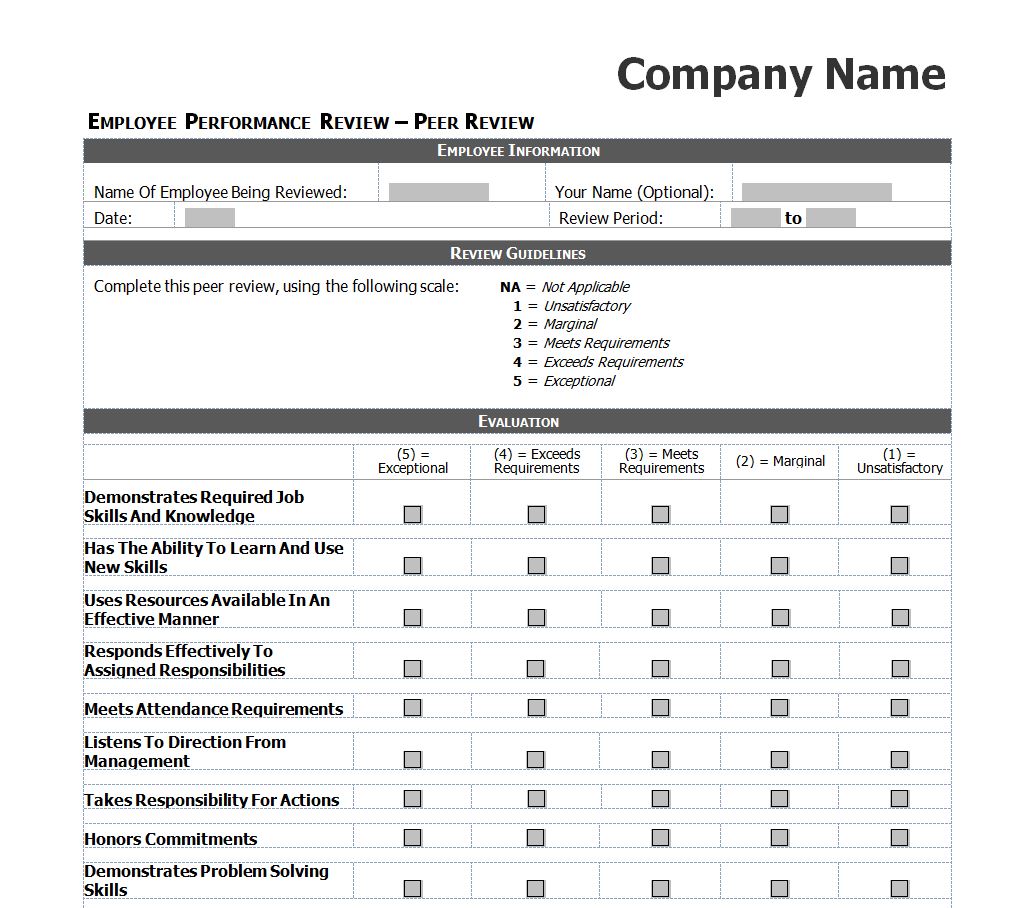 Company Name
EMPLOYEE PERFORMANCE REVIEW – PEER REVIEW
EMPLOYEE INFORMATION
Name Of Employee Being Reviewed: Your Name (Optional):
Date: Review Period: to
REVIEW GUIDELINES
Complete this peer review, using the following scale: NA = Not Applicable
1 = Unsatisfactory
2 = Marginal
3 = Meets Requirements
4 = Exceeds Requirements
5 = Exceptional
EVALUATION
(5) = Exceptional (4) = Exceeds Requirements (3) = Meets Requirements (2) = Marginal (1) = Unsatisfactory
Demonstrates Required Job
Skills And Knowledge
Has The Ability To Learn And Use
New Skills
Uses Resources Available In An
Effective Manner
Responds Effectively To
Assigned Responsibilities
Meets Attendance Requirements
Listens To Direction From
Management
Takes Responsibility For Actions
Honors Commitments
Demonstrates Problem Solving
Skills